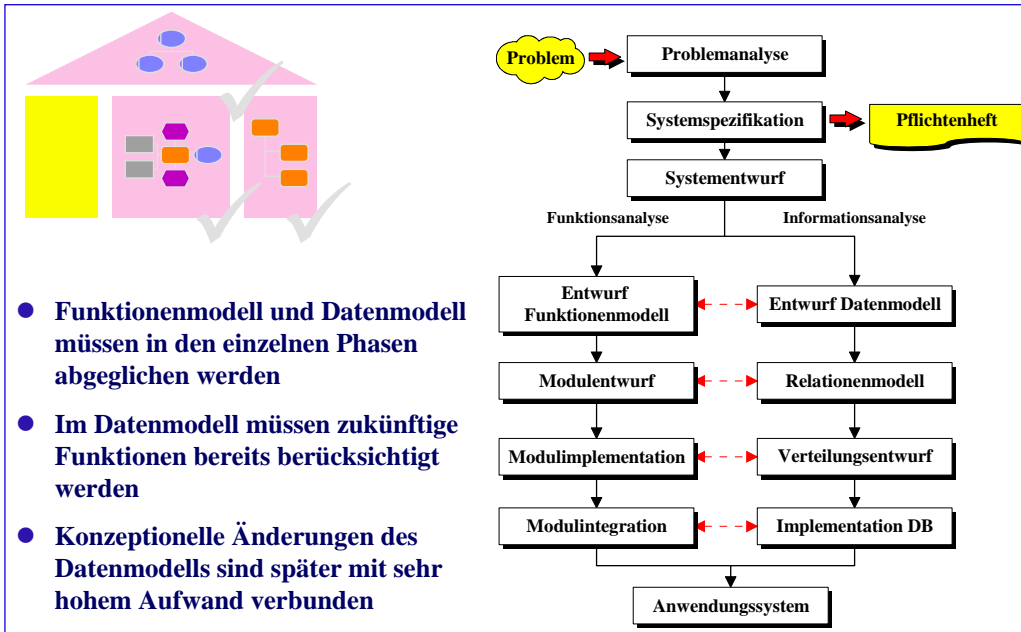 Problem
Problemanalyse
Systemspezifikation
Pflichtenheft
Systementwurf
Funktionsanalyse
Informationsanalyse
Entwurf
Funktionenmodell
Entwurf Datenmodell
Modulentwurf
Relationenmodell
Modulimplementation
Verteilungsentwurf
Modulintegration
Implementation DB
Anwendungssystem
● Funktionenmodell und Datenmodell
müssen in den einzelnen Phasen
abgeglichen werden
● Im Datenmodell müssen zukünftige
Funktionen bereits berücksichtigt
werden
● Konzeptionelle Änderungen des
Datenmodells sind später mit sehr
hohem Aufwand verbunden